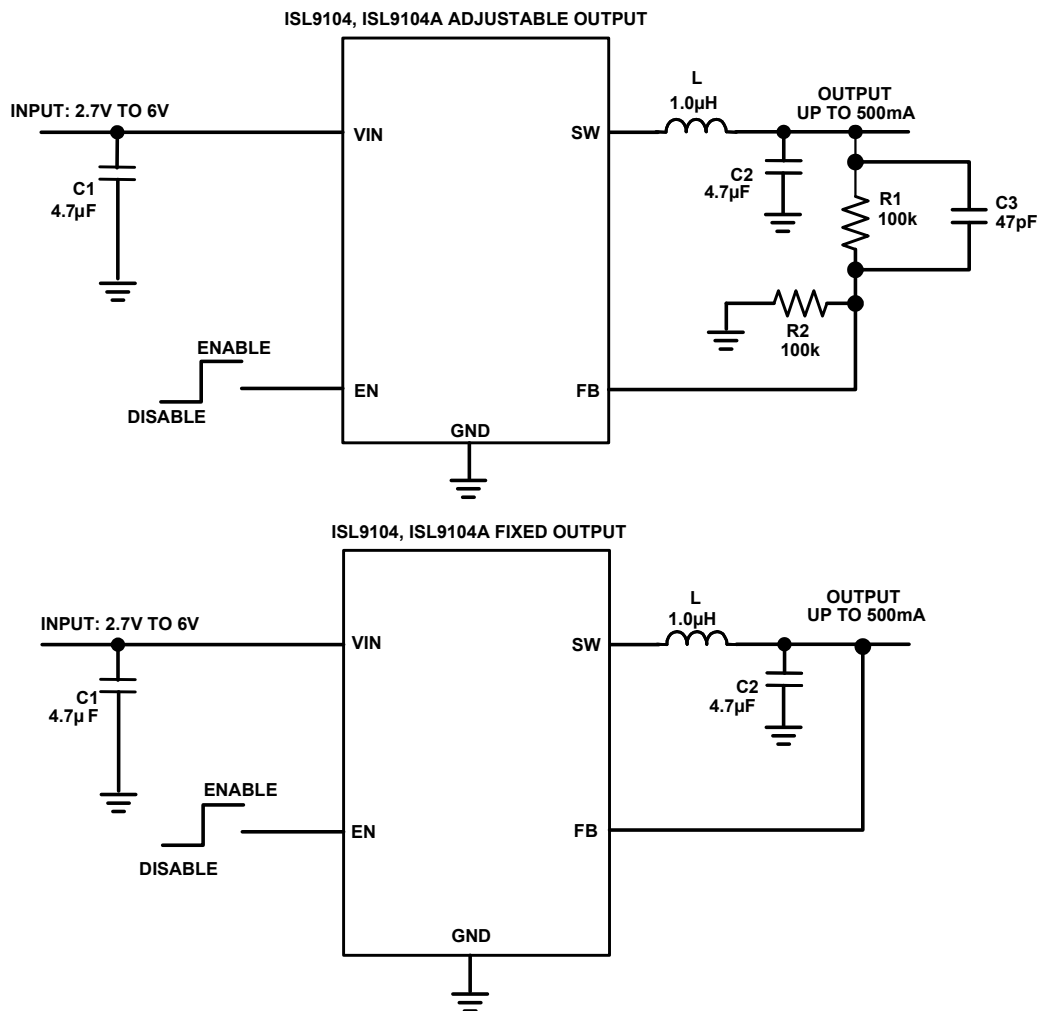 ISL9104, ISL9104A ADJUSTABLE OUTPUT
INPUT: 2.7V TO 6V
VIN
SW
L
1.0µH
OUTPUT
UP TO 500mA
C1
4.7µF
C2
4.7µF
R1
100k
C3
47pF
R2
100k
ENABLE
DISABLE
EN
FB
GND
ISL9104, ISL9104A FIXED OUTPUT
INPUT: 2.7V TO 6V
VIN
SW
L
1.0µH
OUTPUT
UP TO 500mA
C1
4.7µ F
C2
4.7µF
ENABLE
DISABLE
EN
FB
GND